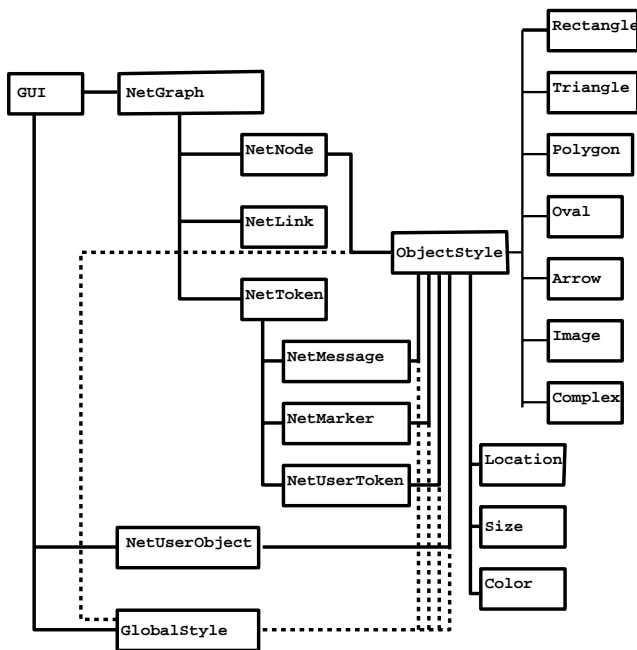 Rectangle
GUI
NetGraph
Triangle
NetNode
Polygon
NetLink
Oval
ObjectStyle
NetToken
Arrow
NetMessage
Image
NetMarker
Complex
Location
NetUserToken
Size
NetUserObject
Color
GlobalStyle